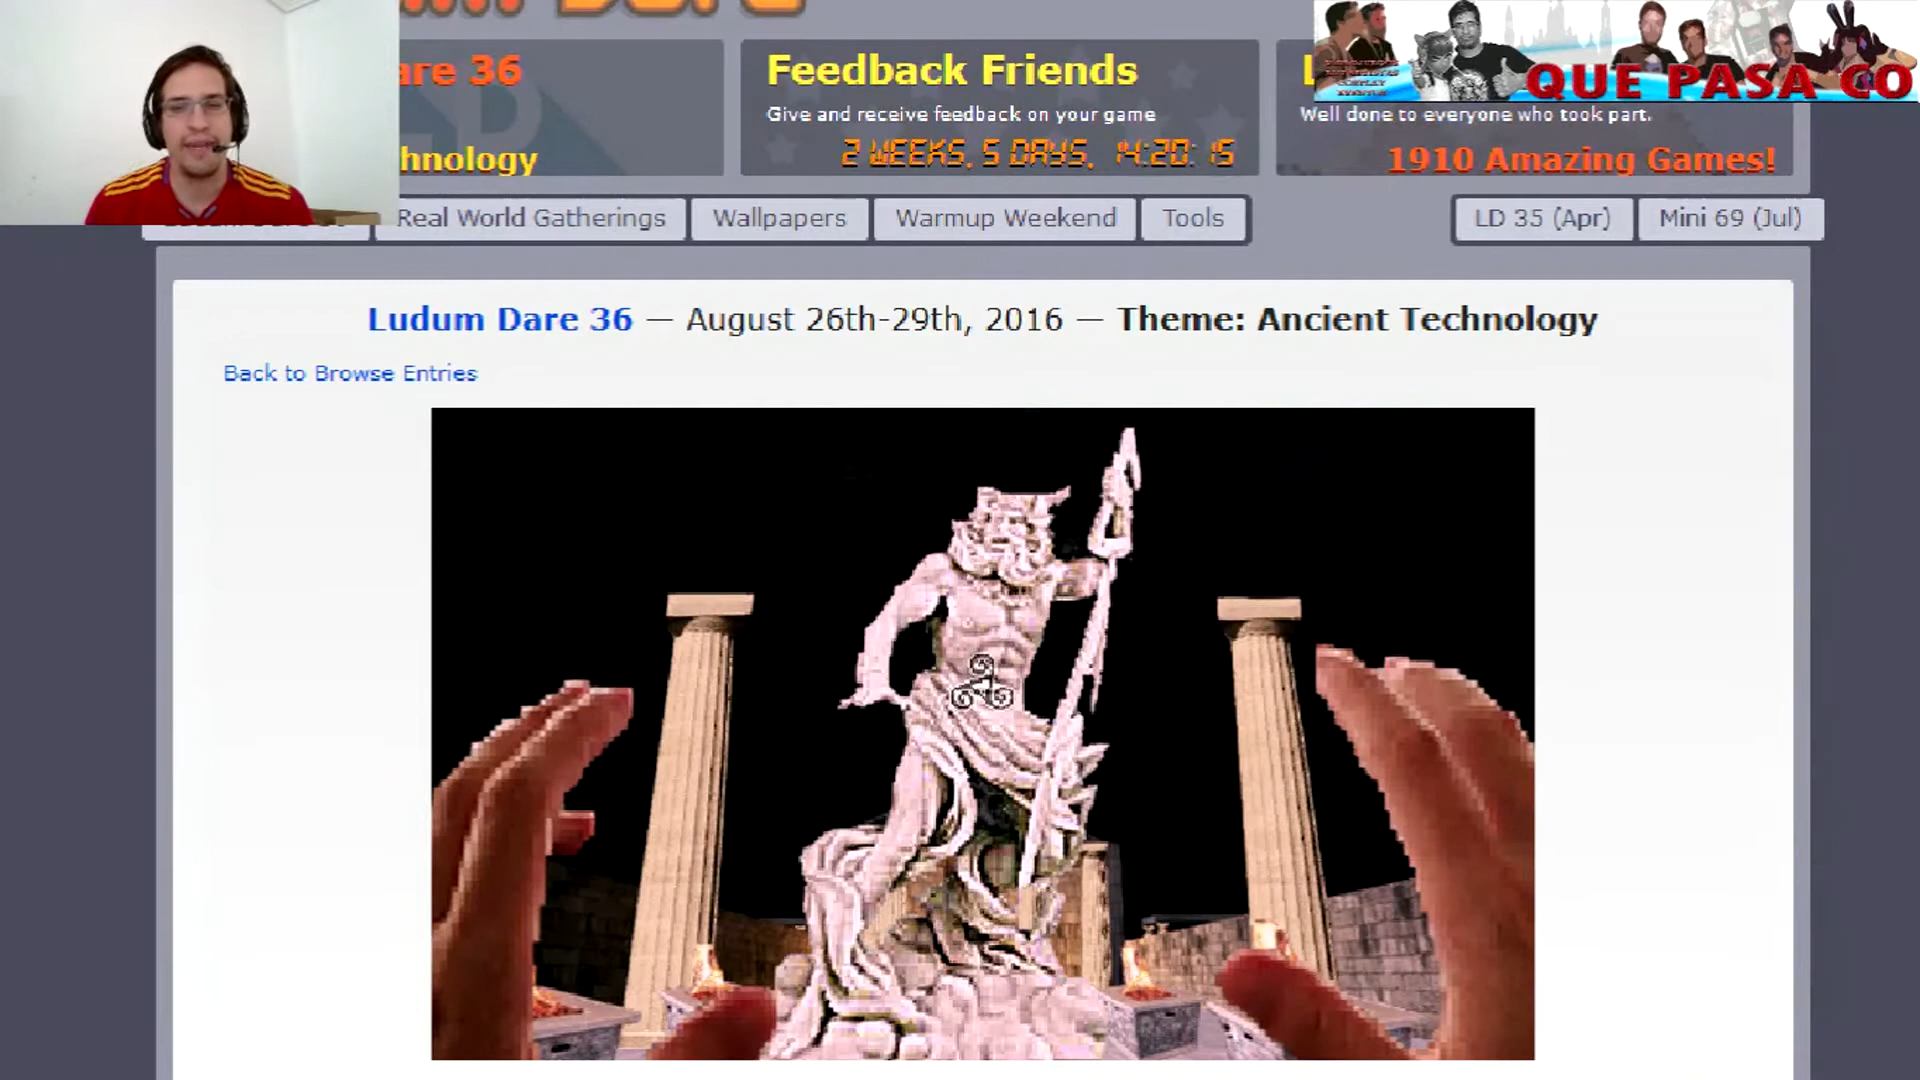 are 36
hnology
Feedback Friends
Give and receive feedback on your game
2 WEEKS, 5 DAYS, 14:20:15
QUE PASA CO
Well done to everyone who took part.
1910 Amazing Games!
Real World Gatherings
Wallpapers
Warmup Weekend
Tools
LD 35 (Apr)
Mini 69 (Jul)
Ludum Dare 36 — August 26th-29th, 2016 — Theme: Ancient Technology
Back to Browse Entries